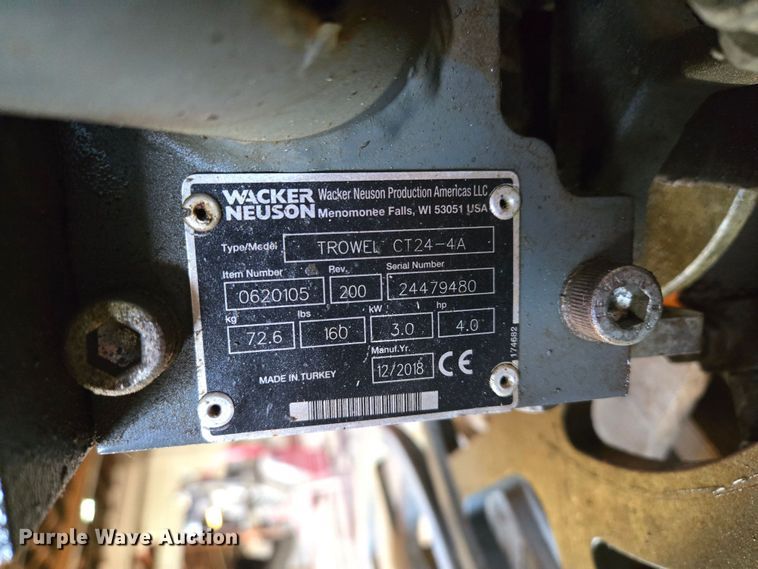 WACKER NEUSON
Wacker Neuson Production Americas LLC
Menomonee Falls, WI 53051 USA
Type/Model TROWEL CT24-4A
Item Number Rev. Serial Number
0620105 200 24479480
kg lbs kW hp
72.6 160 3.0 4.0
Manuf.Yr.
MADE IN TURKEY 12/2018 CE
174682
Purple Wave Auction